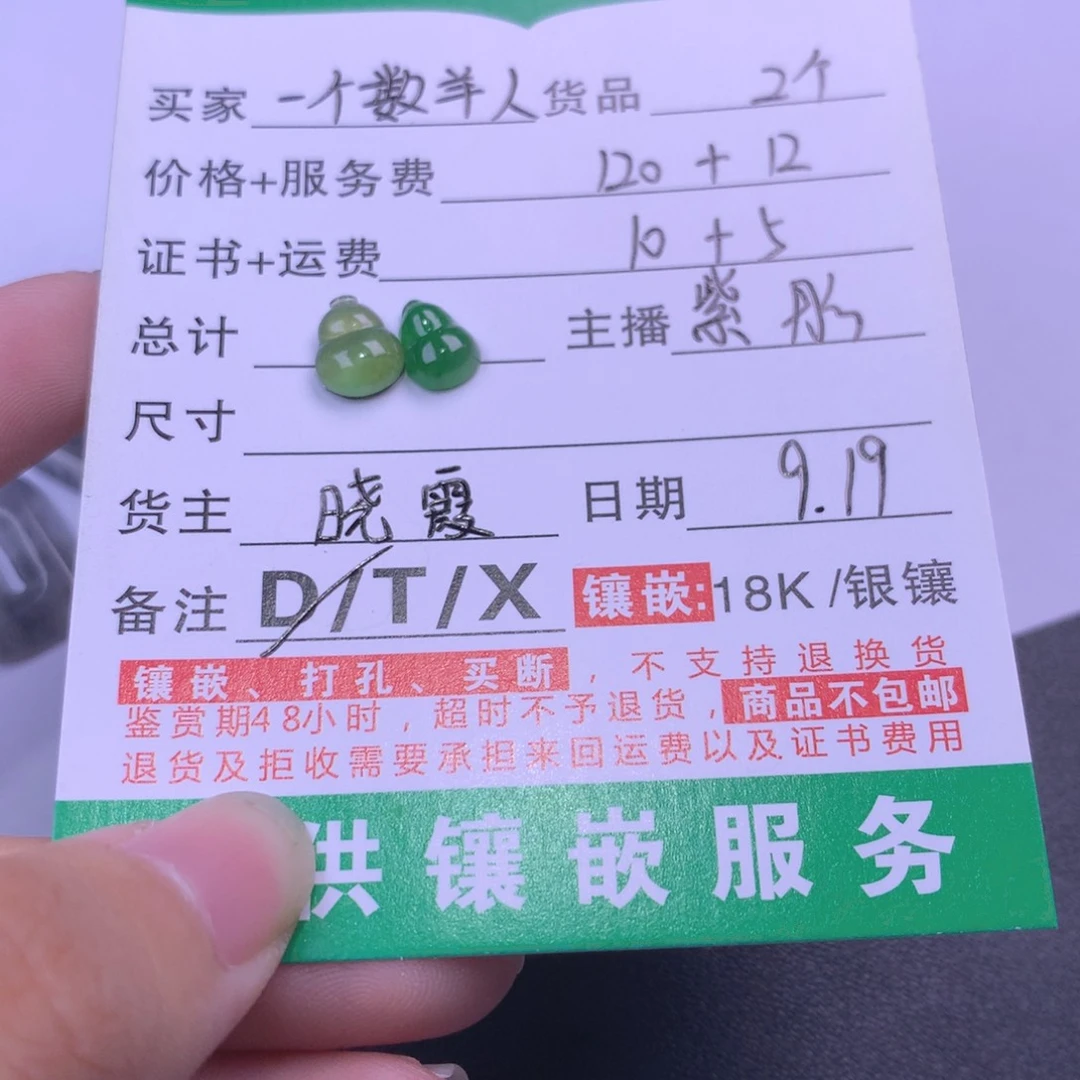 买家 一个数羊人 货品 2个
价格+服务费 120 + 12
证书+运费 10 + 5
总计 主播 紫彤
尺寸
货主 晓霞 日期 9.19
备注 D/T/X 镶嵌:18K /银镶
镶嵌、打孔、买断，不支持退换货
鉴赏期48小时，超时不予退货，商品不包邮
退货及拒收需要承担来回运费以及证书费用
供镶嵌服务